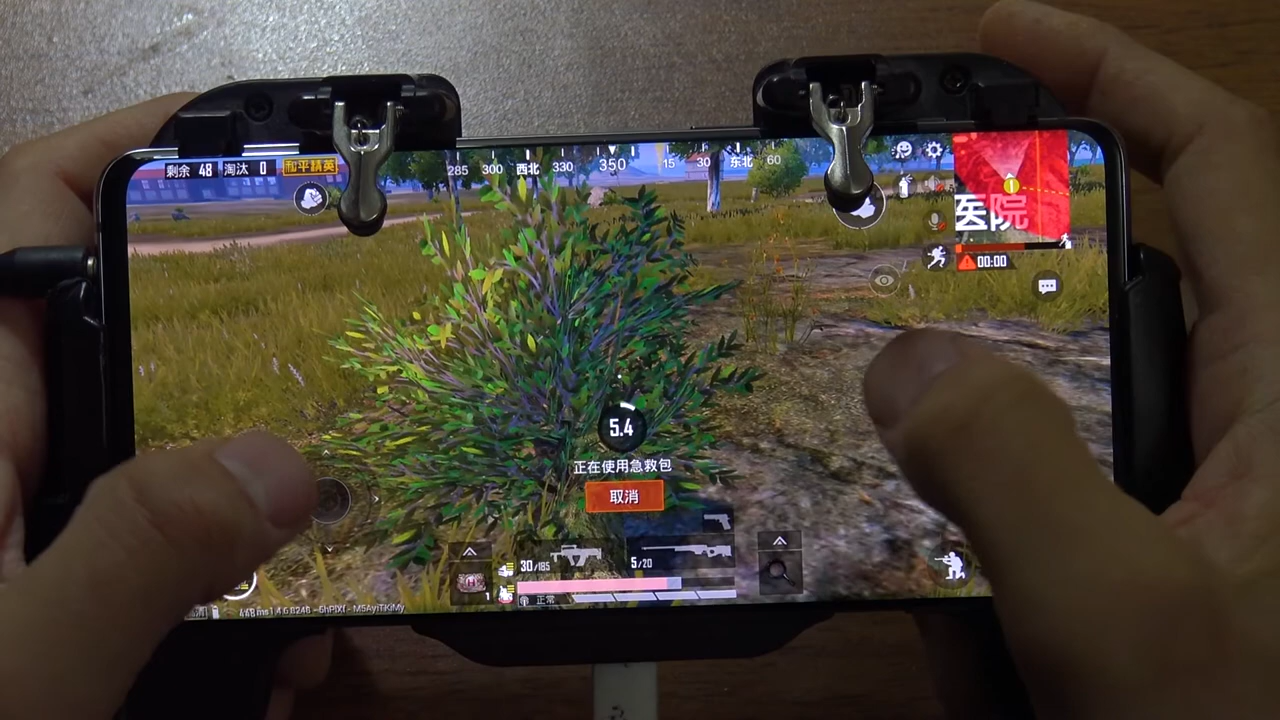 剩余 48 淘汰 0 和平精英
285 300 西北 330 350 15 30 东北 60
医院
00:00
5.4
正在使用急救包
取消
30/185
5/20
1
正常